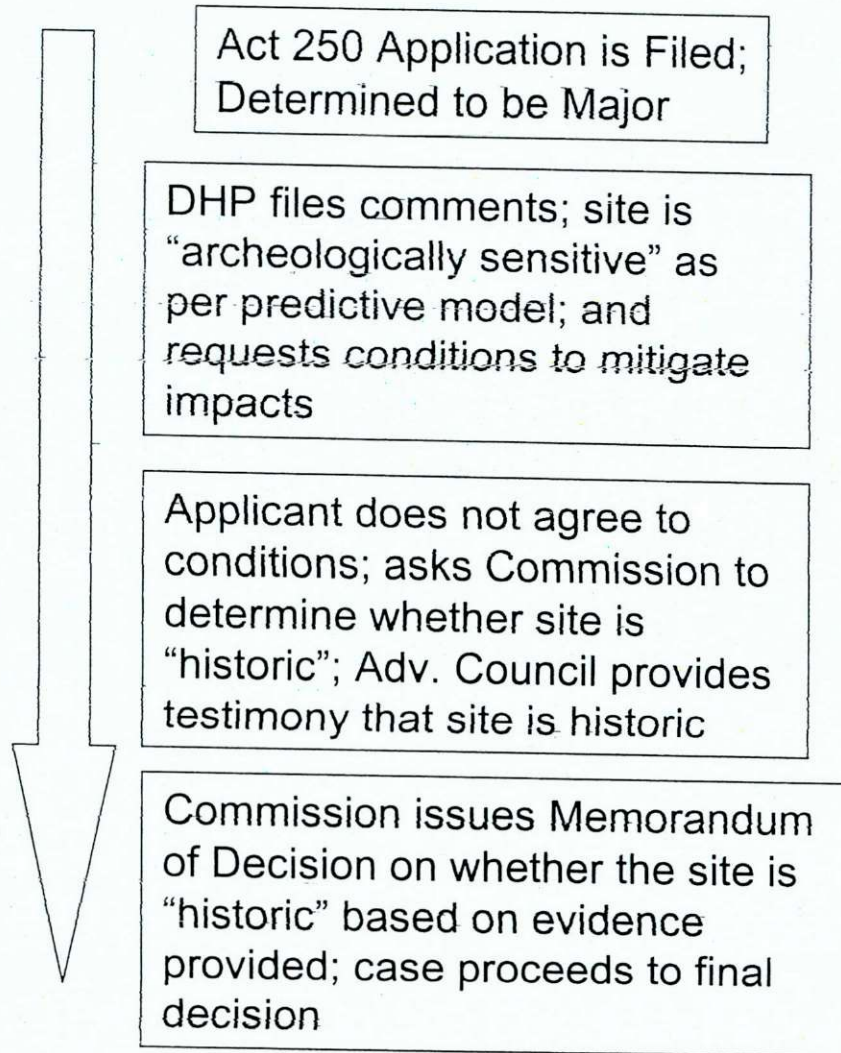 Act 250 Application is Filed;
Determined to be Major
DHP files comments; site is
“archeologically sensitive” as
per predictive model; and
requests conditions to mitigate
impacts
Applicant does not agree to
conditions; asks Commission to
determine whether site is
“historic”; Adv. Council provides
testimony that site is historic
Commission issues Memorandum
of Decision on whether the site is
“historic” based on evidence
provided; case proceeds to final
decision